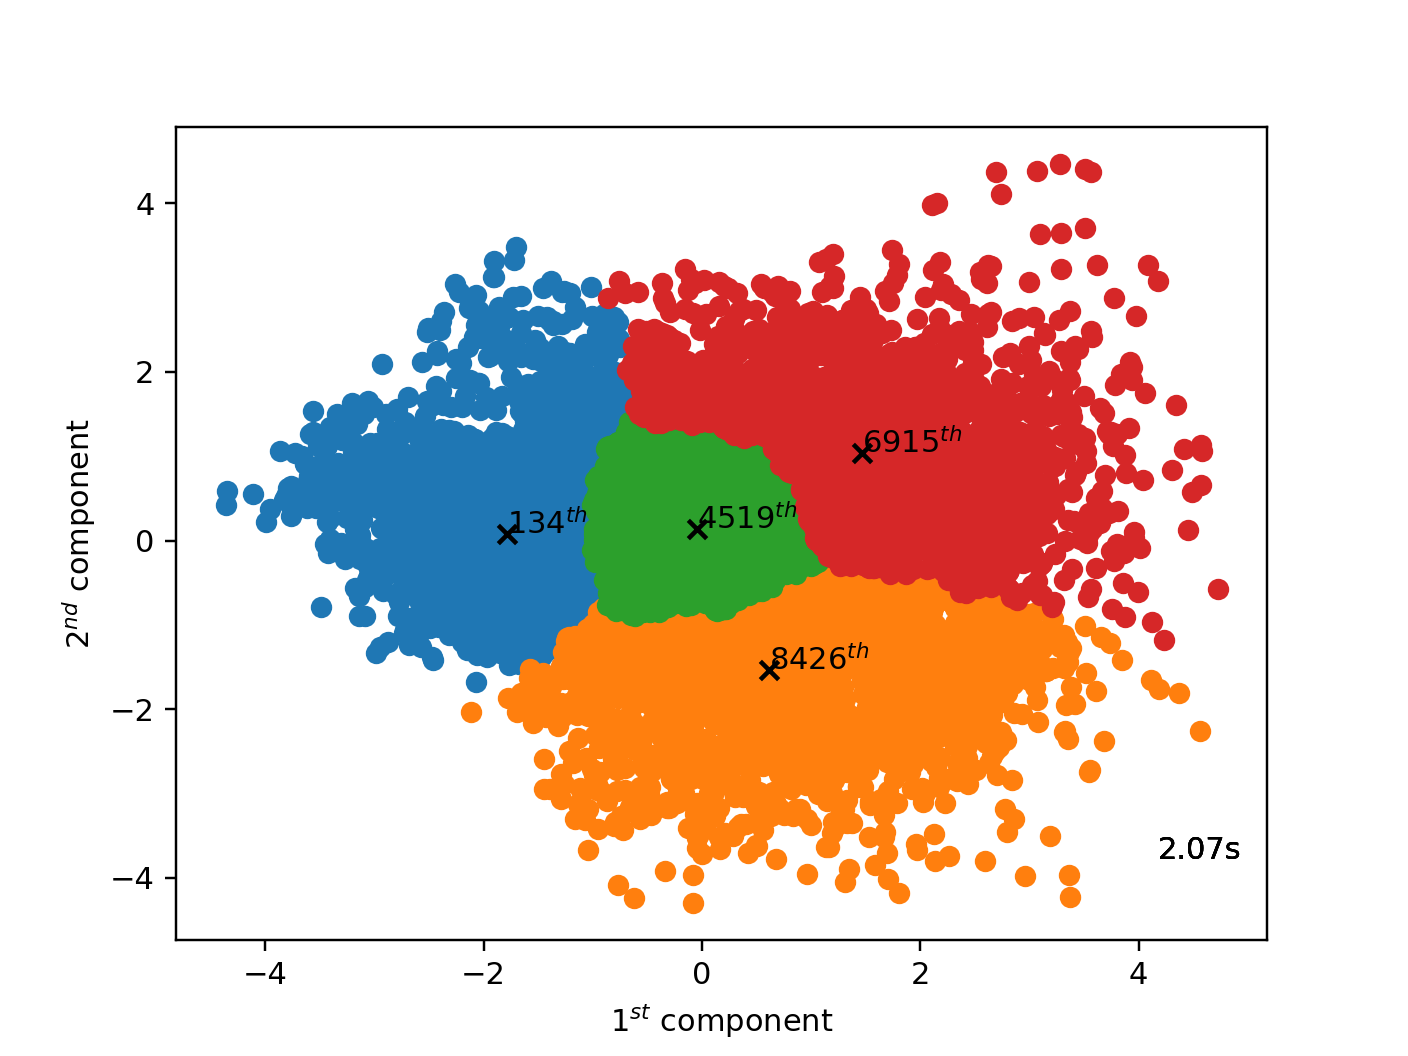 4
2
0
−2
−4
2nd component
6915th
4519th
134th
8426th
2.07s
−4
−2
0
2
4
1st component